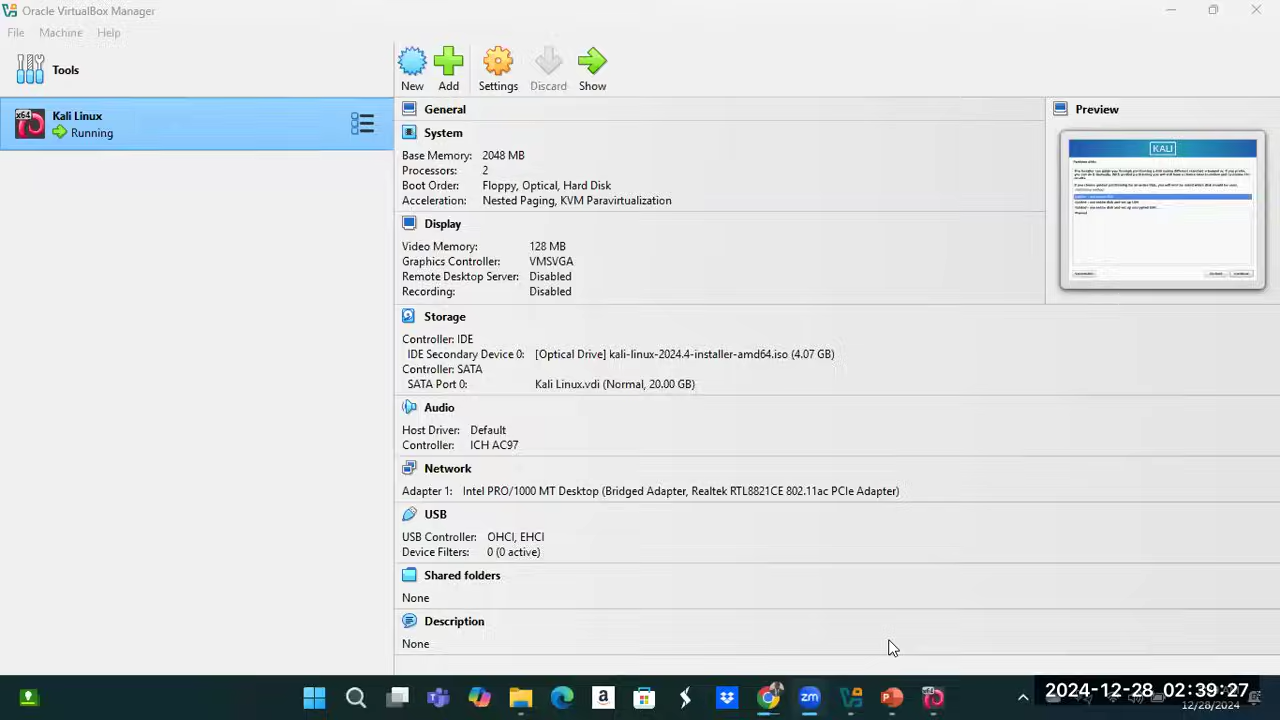 Oracle VirtualBox Manager
File Machine Help
Tools
New Add Settings Discard Show
x64
Kali Linux
Running
General
Preview
KALI
System
Base Memory: 2048 MB
Processors: 2
Boot Order: Floppy, Optical, Hard Disk
Acceleration: Nested Paging, KVM Paravirtualization
Display
Video Memory: 128 MB
Graphics Controller: VMSVGA
Remote Desktop Server: Disabled
Recording: Disabled
Storage
Controller: IDE
IDE Secondary Device 0: [Optical Drive] kali-linux-2024.4-installer-amd64.iso (4.07 GB)
Controller: SATA
SATA Port 0: Kali Linux.vdi (Normal, 20.00 GB)
Audio
Host Driver: Default
Controller: ICH AC97
Network
Adapter 1: Intel PRO/1000 MT Desktop (Bridged Adapter, Realtek RTL8821CE 802.11ac PCIe Adapter)
USB
USB Controller: OHCI, EHCI
Device Filters: 0 (0 active)
Shared folders
None
Description
None
a
zm
2024-12-28 02:39:27
12/28/2024